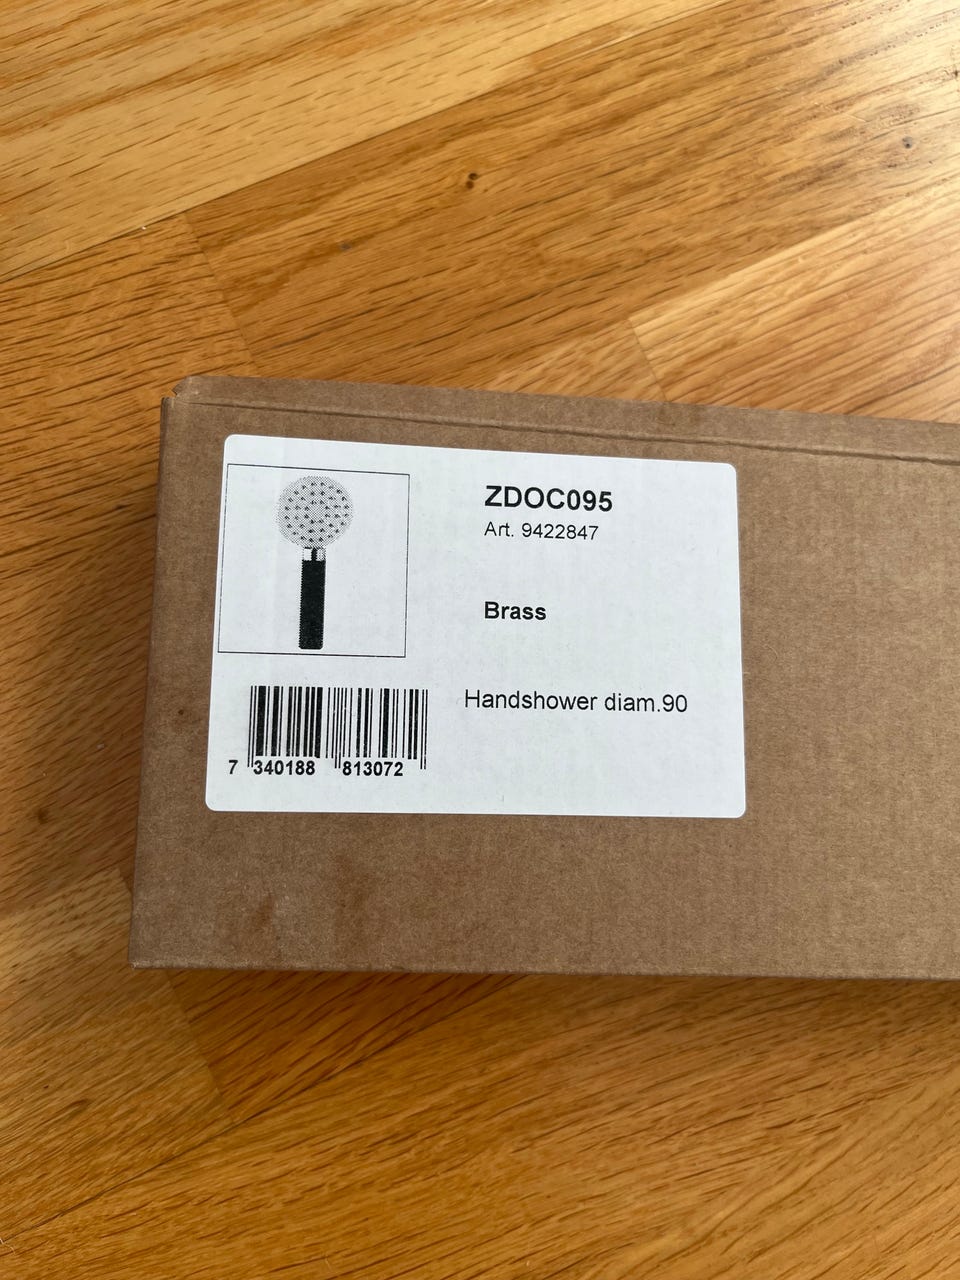 ZDOC095
Art. 9422847
Brass
Handshower diam.90
7 340188 813072